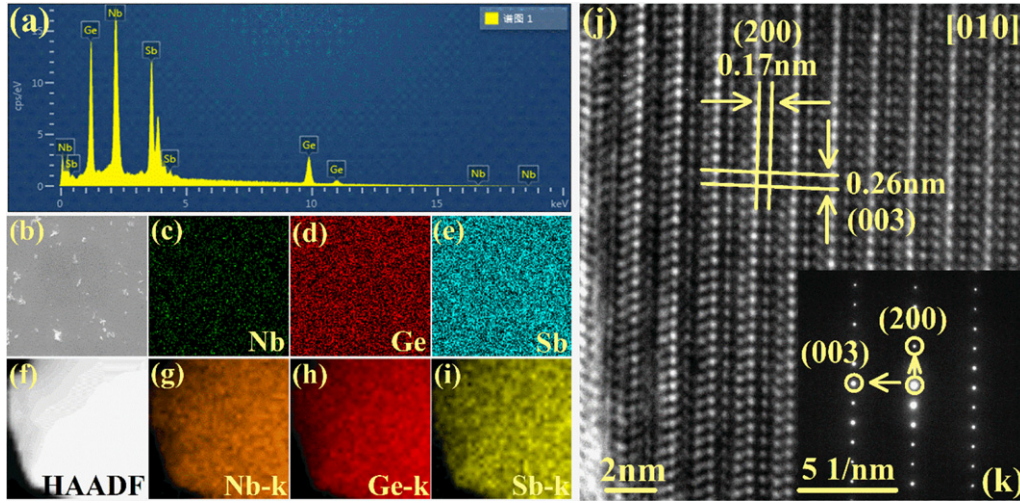 (a)
谱图 1
cps/eV
15
10
5
0
Nb
Sb
Ge
Nb
Sb
Sb
Ge
Ge
Nb
Nb
0
5
10
15
keV
(b)
(c)
Nb
(d)
Ge
(e)
Sb
(f)
HAADF
(g)
Nb-k
(h)
Ge-k
(i)
Sb-k
(j)
[010]
(200)
0.17nm
0.26nm
(003)
2nm
(200)
(003)
5 1/nm
(k)